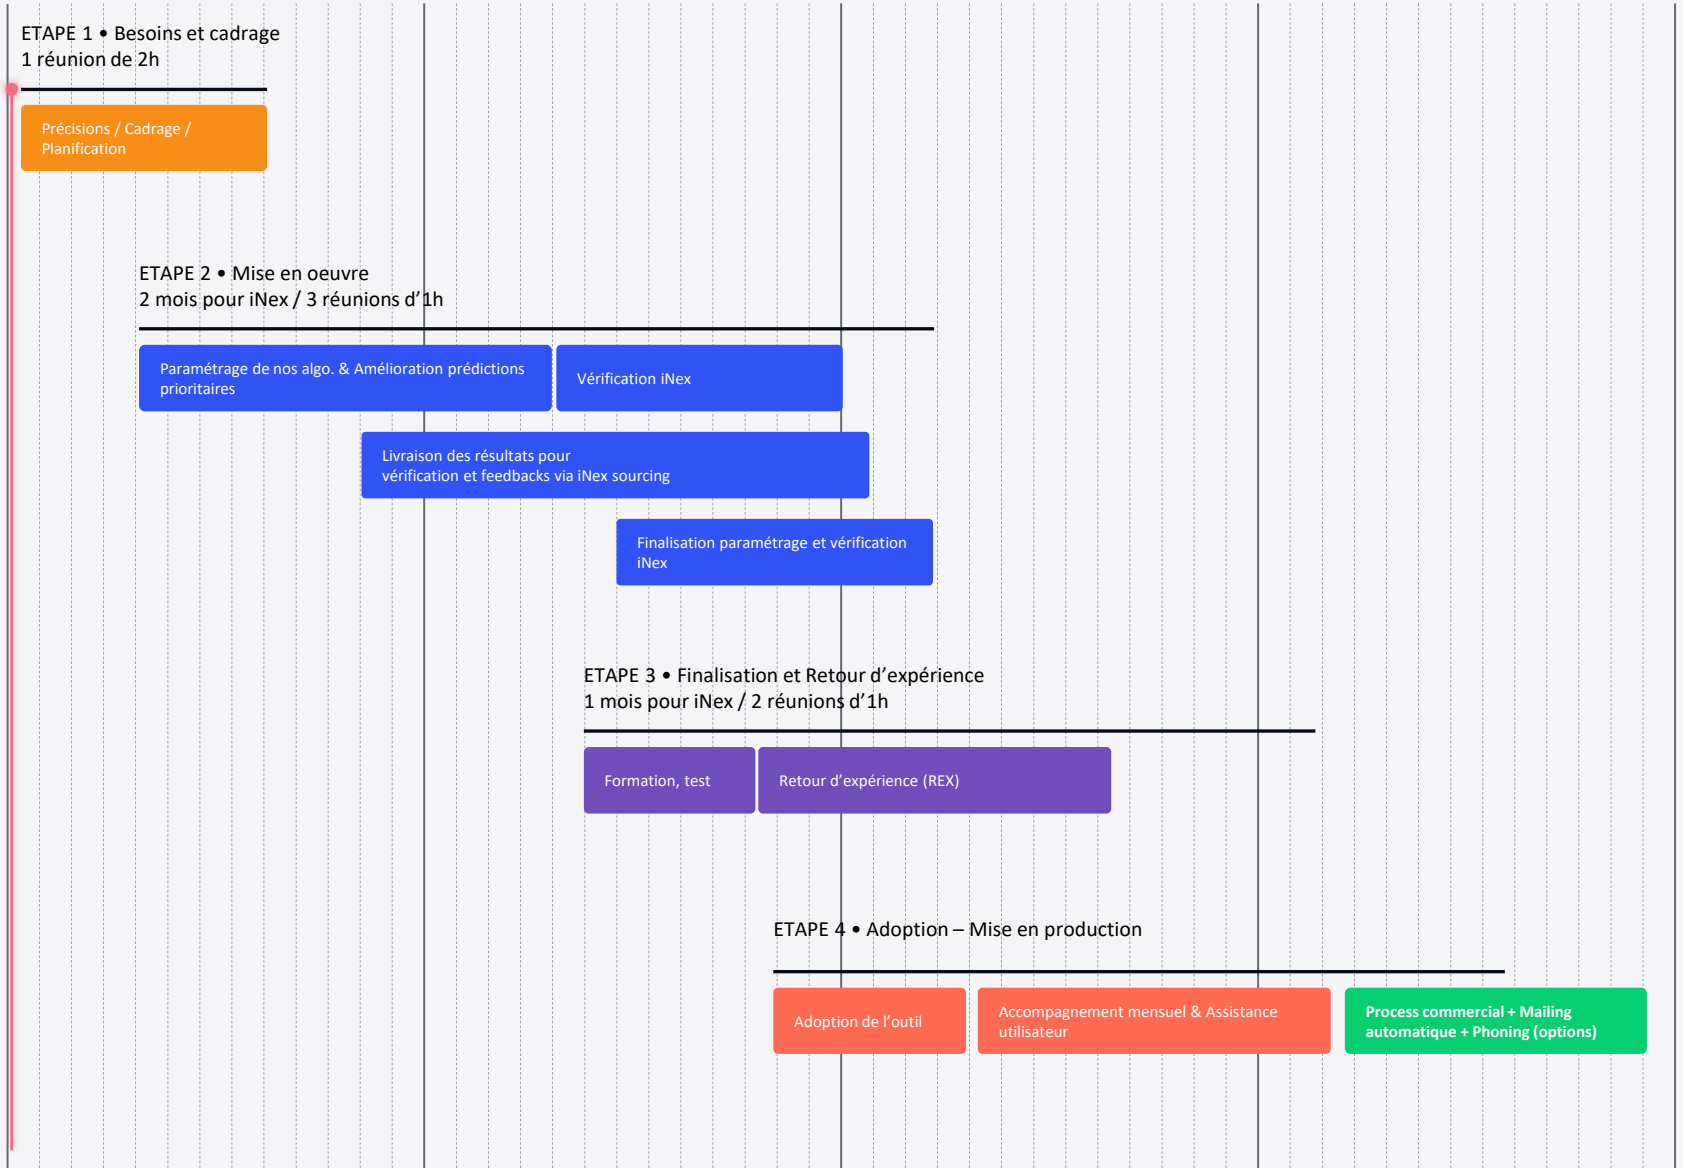 ETAPE 1 • Besoins et cadrage
1 réunion de 2h
Précisions / Cadrage /
Planification
ETAPE 2 • Mise en oeuvre
2 mois pour iNex / 3 réunions d’1h
Paramétrage de nos algo. & Amélioration prédictions
prioritaires
Vérification iNex
Livraison des résultats pour
vérification et feedbacks via iNex sourcing
Finalisation paramétrage et vérification
iNex
ETAPE 3 • Finalisation et Retour d’expérience
1 mois pour iNex / 2 réunions d’1h
Formation, test
Retour d’expérience (REX)
ETAPE 4 • Adoption – Mise en production
Adoption de l’outil
Accompagnement mensuel & Assistance
utilisateur
Process commercial + Mailing
automatique + Phoning (options)